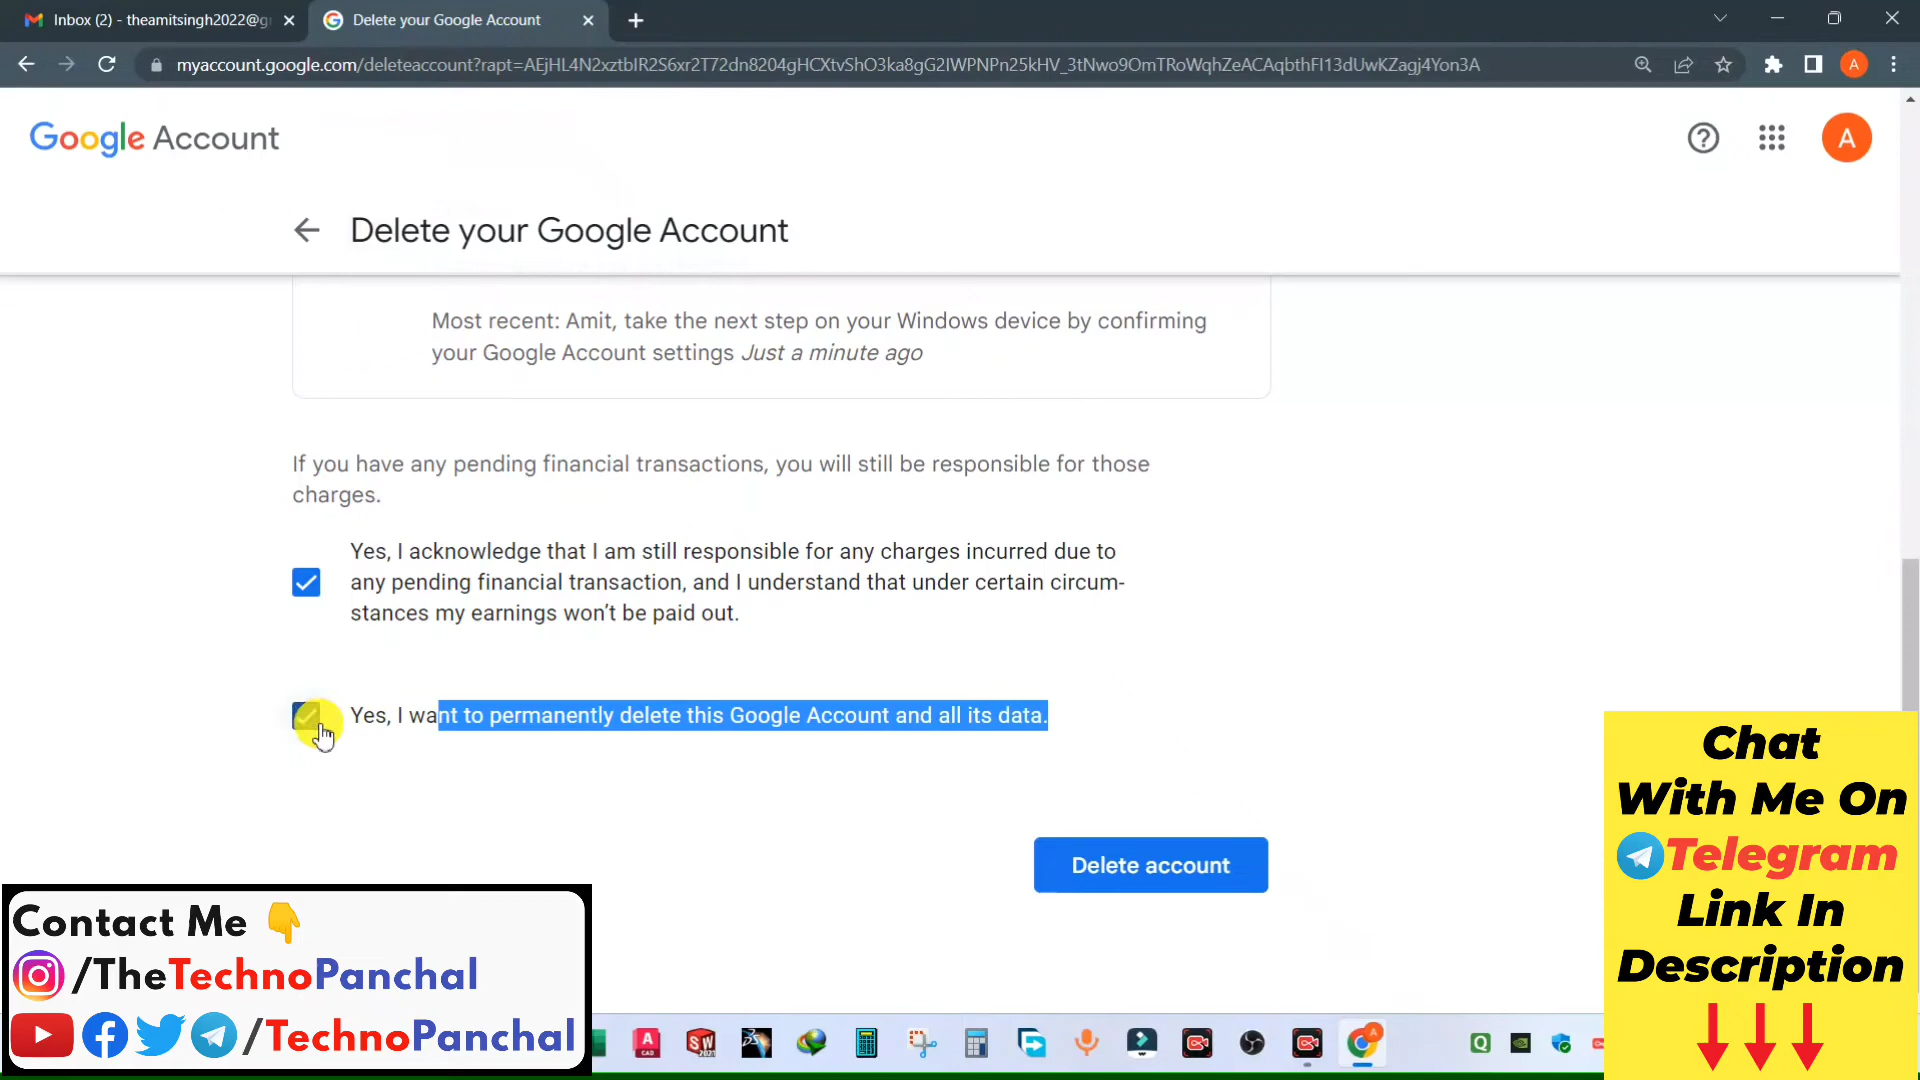 Inbox (2) - theamitsingh2022@g
Delete your Google Account
myaccount.google.com/deleteaccount?rapt=AEjHL4N2xztbIR2S6xr2T72dn8204gHCXtvShO3ka8gG2IWPNPn25kHV_3tNwo9OmTRoWqhZeACAqbthFI13dUwKZagj4Yon3A
A
Google Account
A
Delete your Google Account
Most recent: Amit, take the next step on your Windows device by confirming
your Google Account settings Just a minute ago
If you have any pending financial transactions, you will still be responsible for those
charges.
Yes, I acknowledge that I am still responsible for any charges incurred due to
any pending financial transaction, and I understand that under certain circum-
stances my earnings won't be paid out.
Yes, I want to permanently delete this Google Account and all its data.
Delete account
Chat
With Me On
Telegram
Link In
Description
Contact Me
/TheTechnoPanchal
/TechnoPanchal